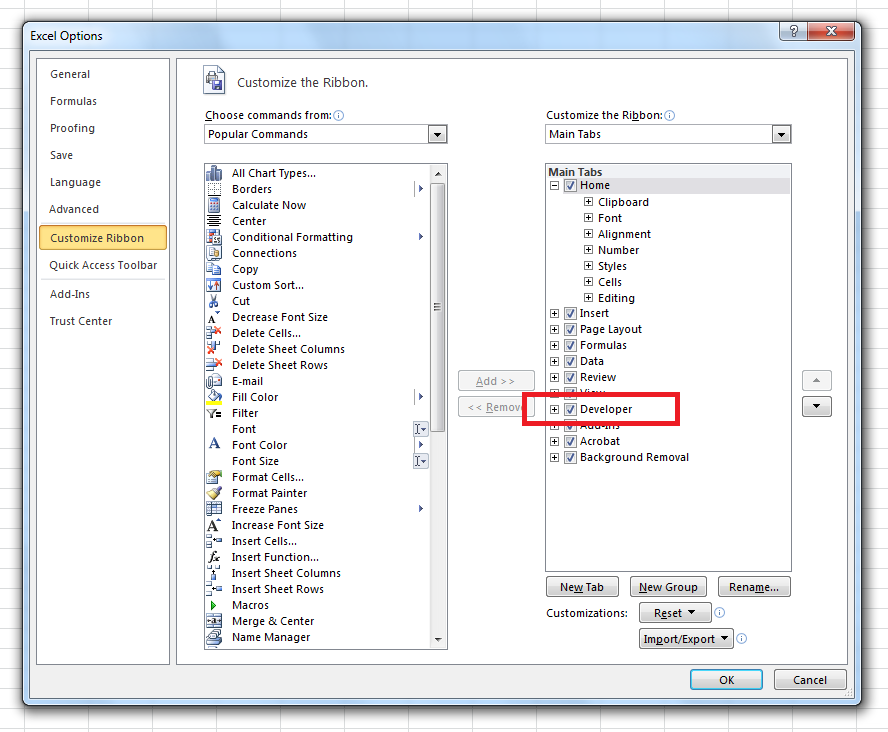 Excel Options
General
Formulas
Proofing
Save
Language
Advanced
Customize Ribbon
Quick Access Toolbar
Add-Ins
Trust Center
Customize the Ribbon.
Choose commands from:
Popular Commands
All Chart Types...
Borders
Calculate Now
Center
Conditional Formatting
Connections
Copy
Custom Sort...
Cut
Decrease Font Size
Delete Cells...
Delete Sheet Columns
Delete Sheet Rows
E-mail
Fill Color
Filter
Font
Font Color
Font Size
Format Cells...
Format Painter
Freeze Panes
Increase Font Size
Insert Cells...
Insert Function...
Insert Sheet Columns
Insert Sheet Rows
Macros
Merge & Center
Name Manager
Add >>
<< Remov
Customize the Ribbon:
Main Tabs
Main Tabs
Home
Clipboard
Font
Alignment
Number
Styles
Cells
Editing
Insert
Page Layout
Formulas
Data
Review
View
Developer
Add-Ins
Acrobat
Background Removal
New Tab
New Group
Rename...
Customizations:
Reset
Import/Export
OK
Cancel